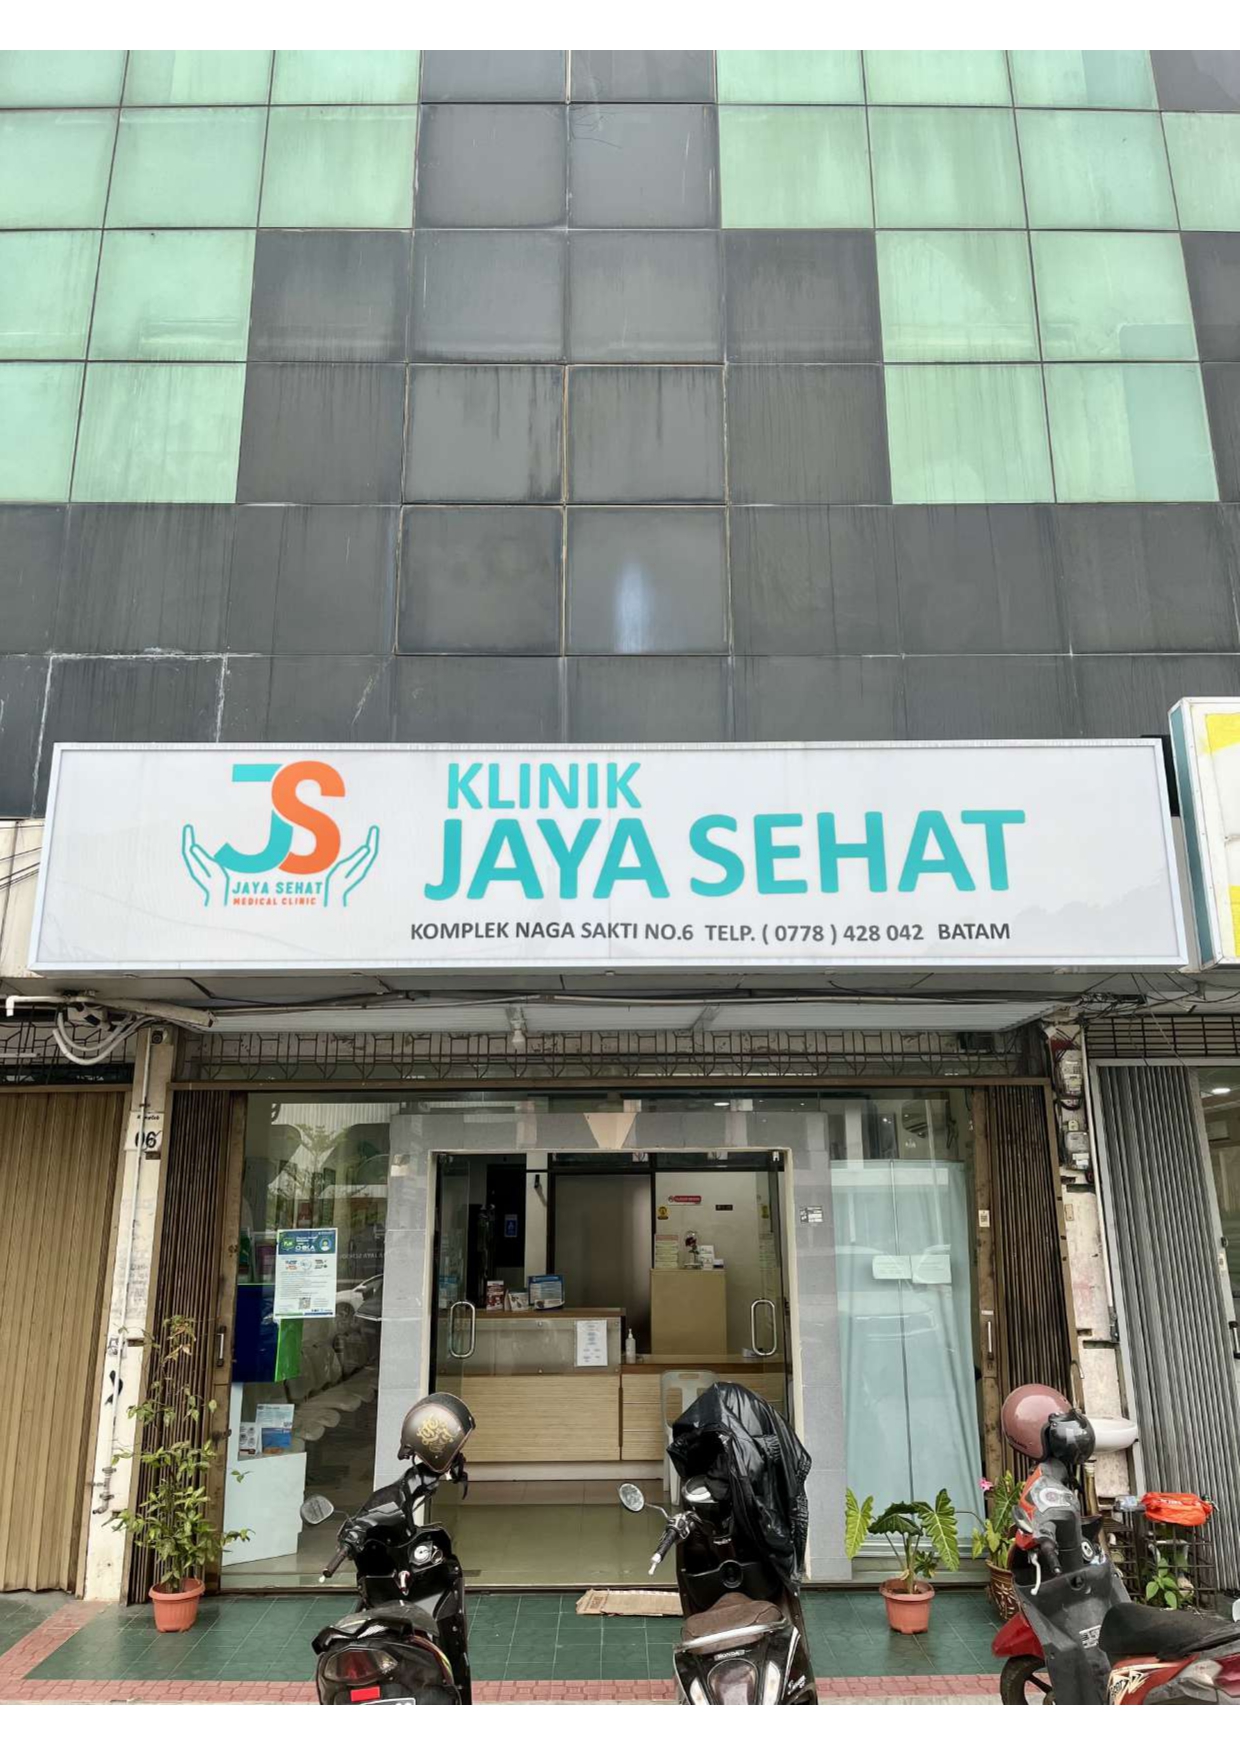 JS
JAYA SEHAT
MEDICAL CLINIC
KLINIK
JAYA SEHAT
KOMPLEK NAGA SAKTI NO.6 TELP. ( 0778 ) 428 042 BATAM
06